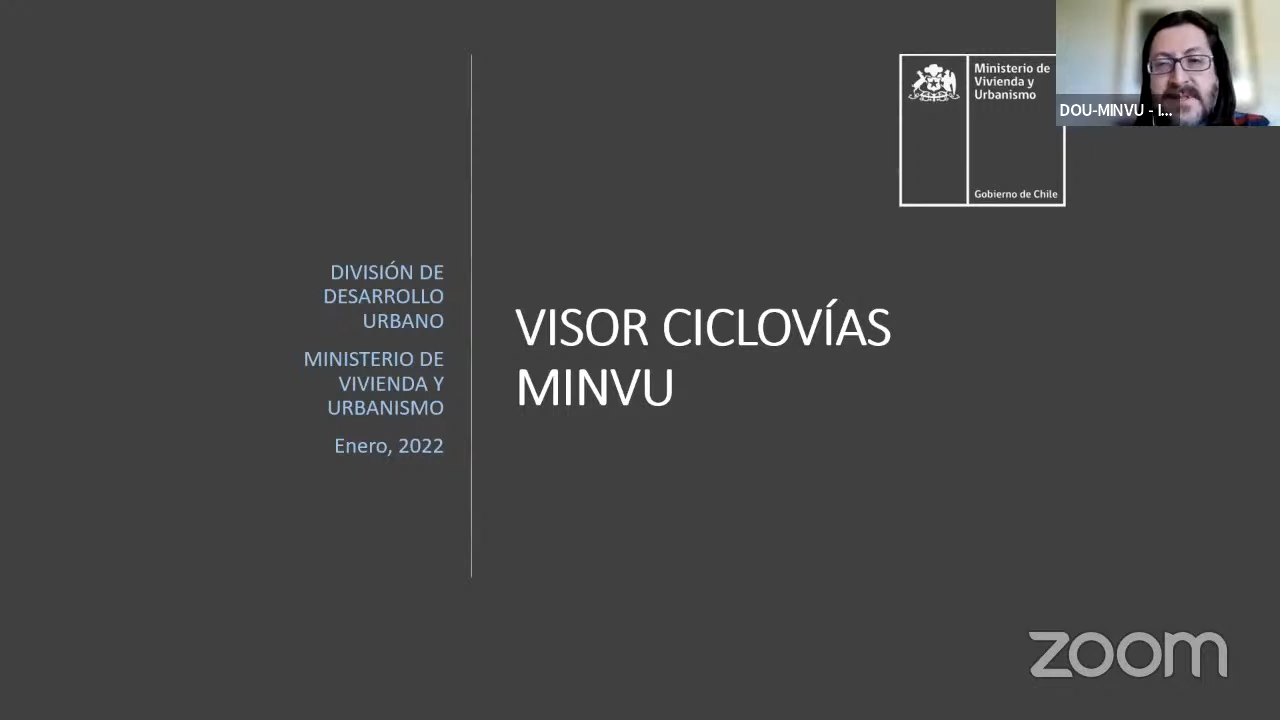 Ministerio de
Vivienda y
Urbanismo
Gobierno de Chile
DOU-MINVU - I...
DIVISIÓN DE
DESARROLLO
URBANO
MINISTERIO DE
VIVIENDA Y
URBANISMO
Enero, 2022
VISOR CICLOVÍAS
MINVU
zoom